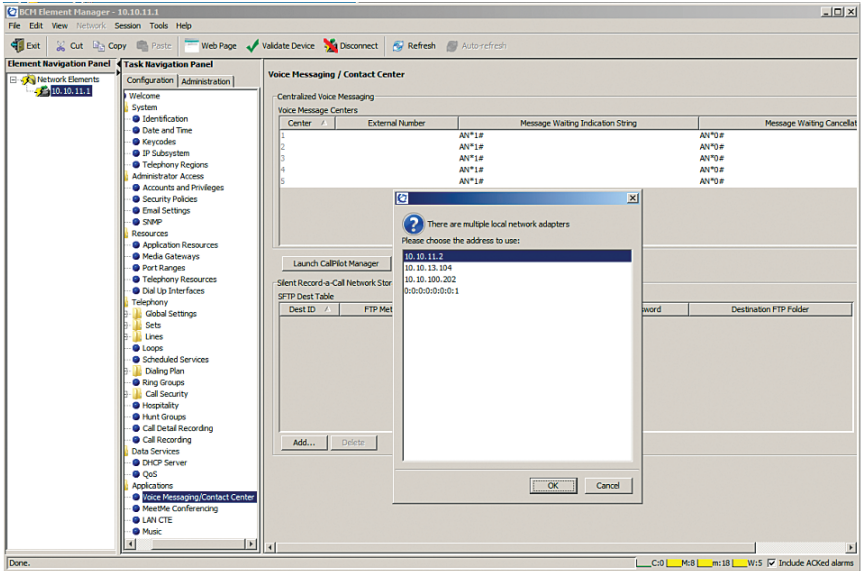 BCM Element Manager - 10.10.11.1
File Edit View Network Session Tools Help
Exit Cut Copy Paste Web Page Validate Device Disconnect Refresh Auto-refresh
Element Navigation Panel
Network Elements
10.10.11.1
Task Navigation Panel
Configuration Administration
Welcome
System
Identification
Date and Time
Keycodes
IP Subsystem
Telephony Regions
Administrator Access
Accounts and Privileges
Security Policies
Email Settings
SNMP
Resources
Application Resources
Media Gateways
Port Ranges
Telephony Resources
Dial Up Interfaces
Telephony
Global Settings
Sets
Lines
Loops
Scheduled Services
Dialing Plan
Ring Groups
Call Security
Hospitality
Hunt Groups
Call Detail Recording
Call Recording
Data Services
DHCP Server
QoS
Applications
Voice Messaging/Contact Center
MeetMe Conferencing
LAN CTE
Music
Voice Messaging / Contact Center
Centralized Voice Messaging
Voice Message Centers
Center External Number Message Waiting Indication String Message Waiting Cancellat
1 AN*1# AN*0#
2 AN*1# AN*0#
3 AN*1# AN*0#
4 AN*1# AN*0#
5 AN*1# AN*0#
Launch CallPilot Manager
Silent Record-a-Call Network Stor
SFTP Dest Table
Dest ID FTP Met sword Destination FTP Folder
Add... Delete
There are multiple local network adapters
Please choose the address to use:
10.10.11.2
10.10.13.104
10.10.100.202
0:0:0:0:0:0:0:1
OK Cancel
Done.
C:0 M:8 m:18 W:5 Include ACKed alarms